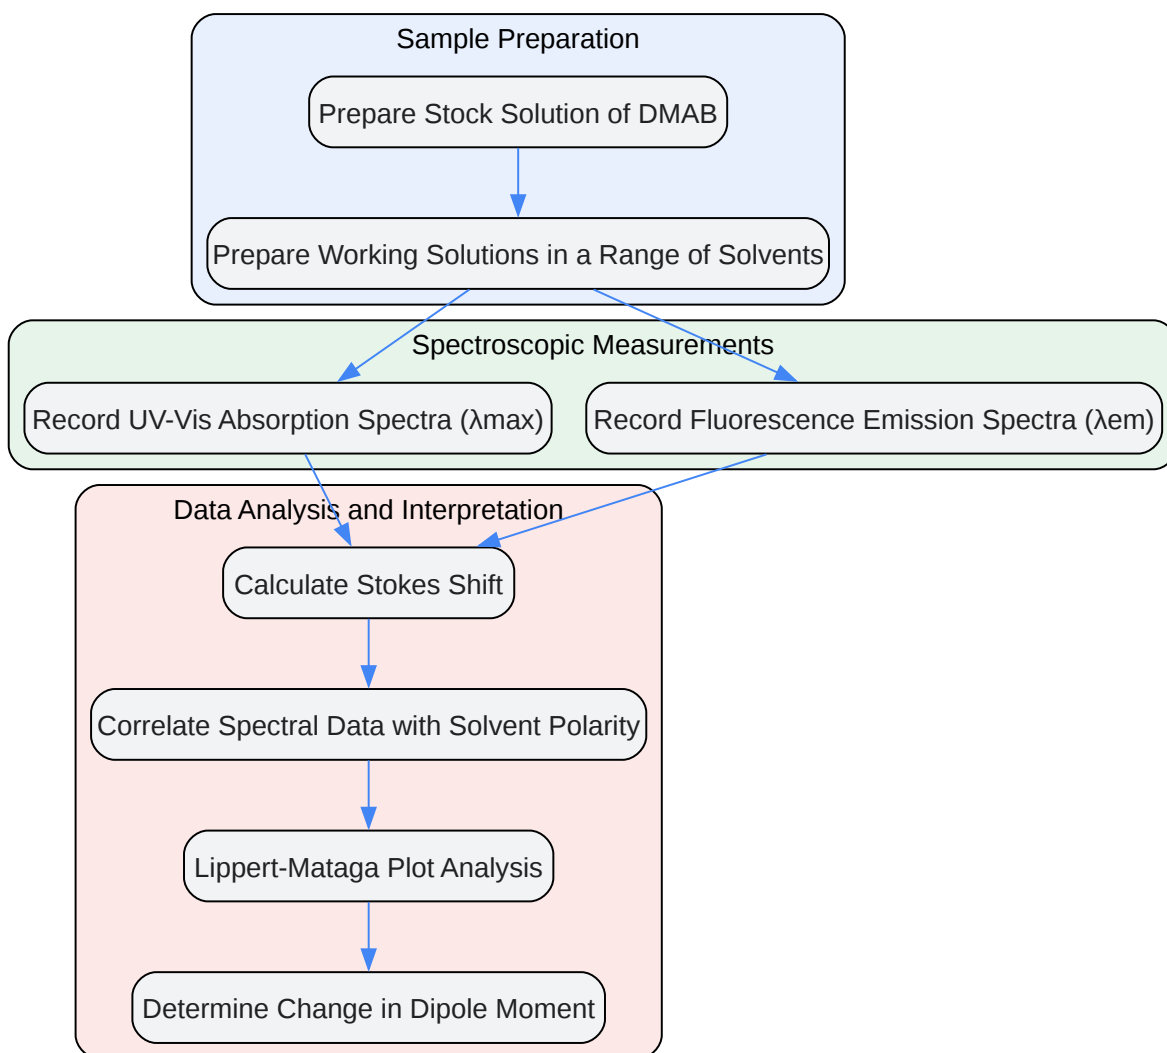 Sample Preparation
Prepare Stock Solution of DMAB
Prepare Working Solutions in a Range of Solvents
Spectroscopic Measurements
Record UV-Vis Absorption Spectra (λmax)
Record Fluorescence Emission Spectra (λem)
Data Analysis and Interpretation
Calculate Stokes Shift
Correlate Spectral Data with Solvent Polarity
Lippert-Mataga Plot Analysis
Determine Change in Dipole Moment